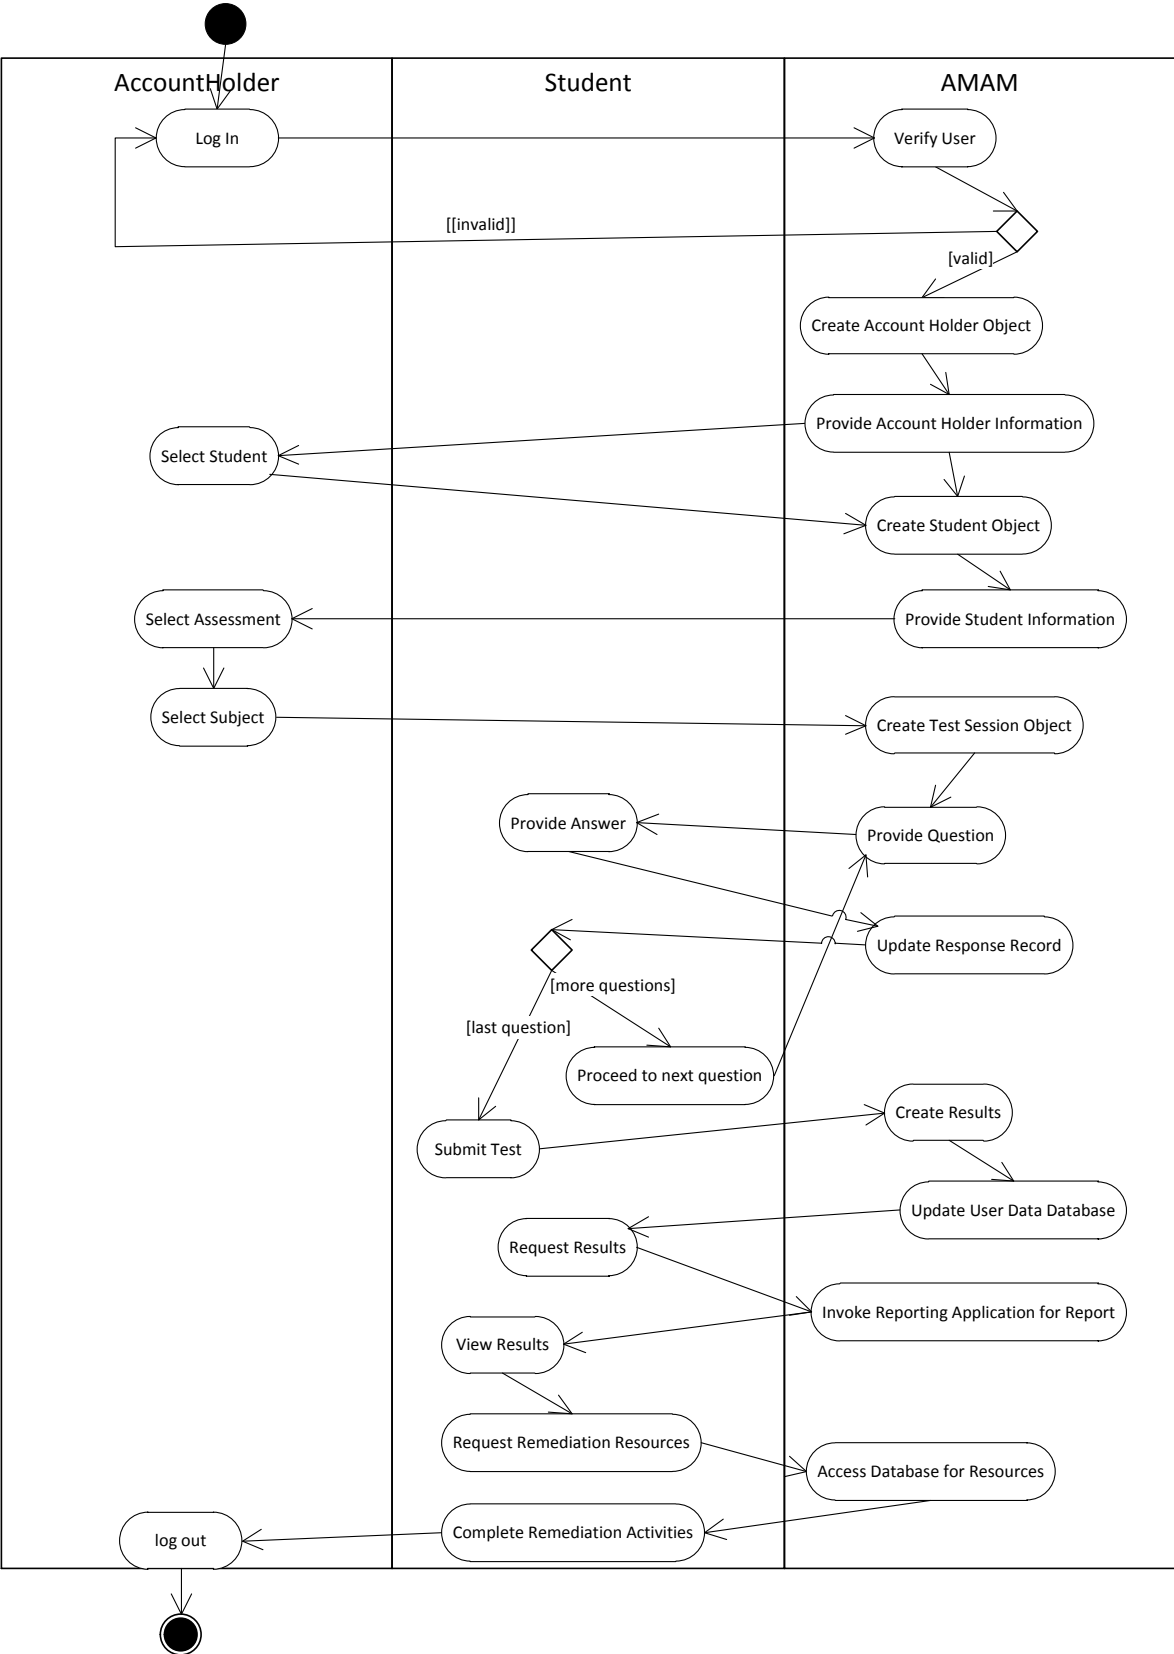 AccountHolder
Student
AMAM
Log In
Verify User
[[invalid]]
[valid]
Create Account Holder Object
Provide Account Holder Information
Select Student
Create Student Object
Select Assessment
Provide Student Information
Select Subject
Create Test Session Object
Provide Answer
Provide Question
Update Response Record
[more questions]
[last question]
Proceed to next question
Create Results
Submit Test
Update User Data Database
Request Results
Invoke Reporting Application for Report
View Results
Request Remediation Resources
Access Database for Resources
Complete Remediation Activities
log out